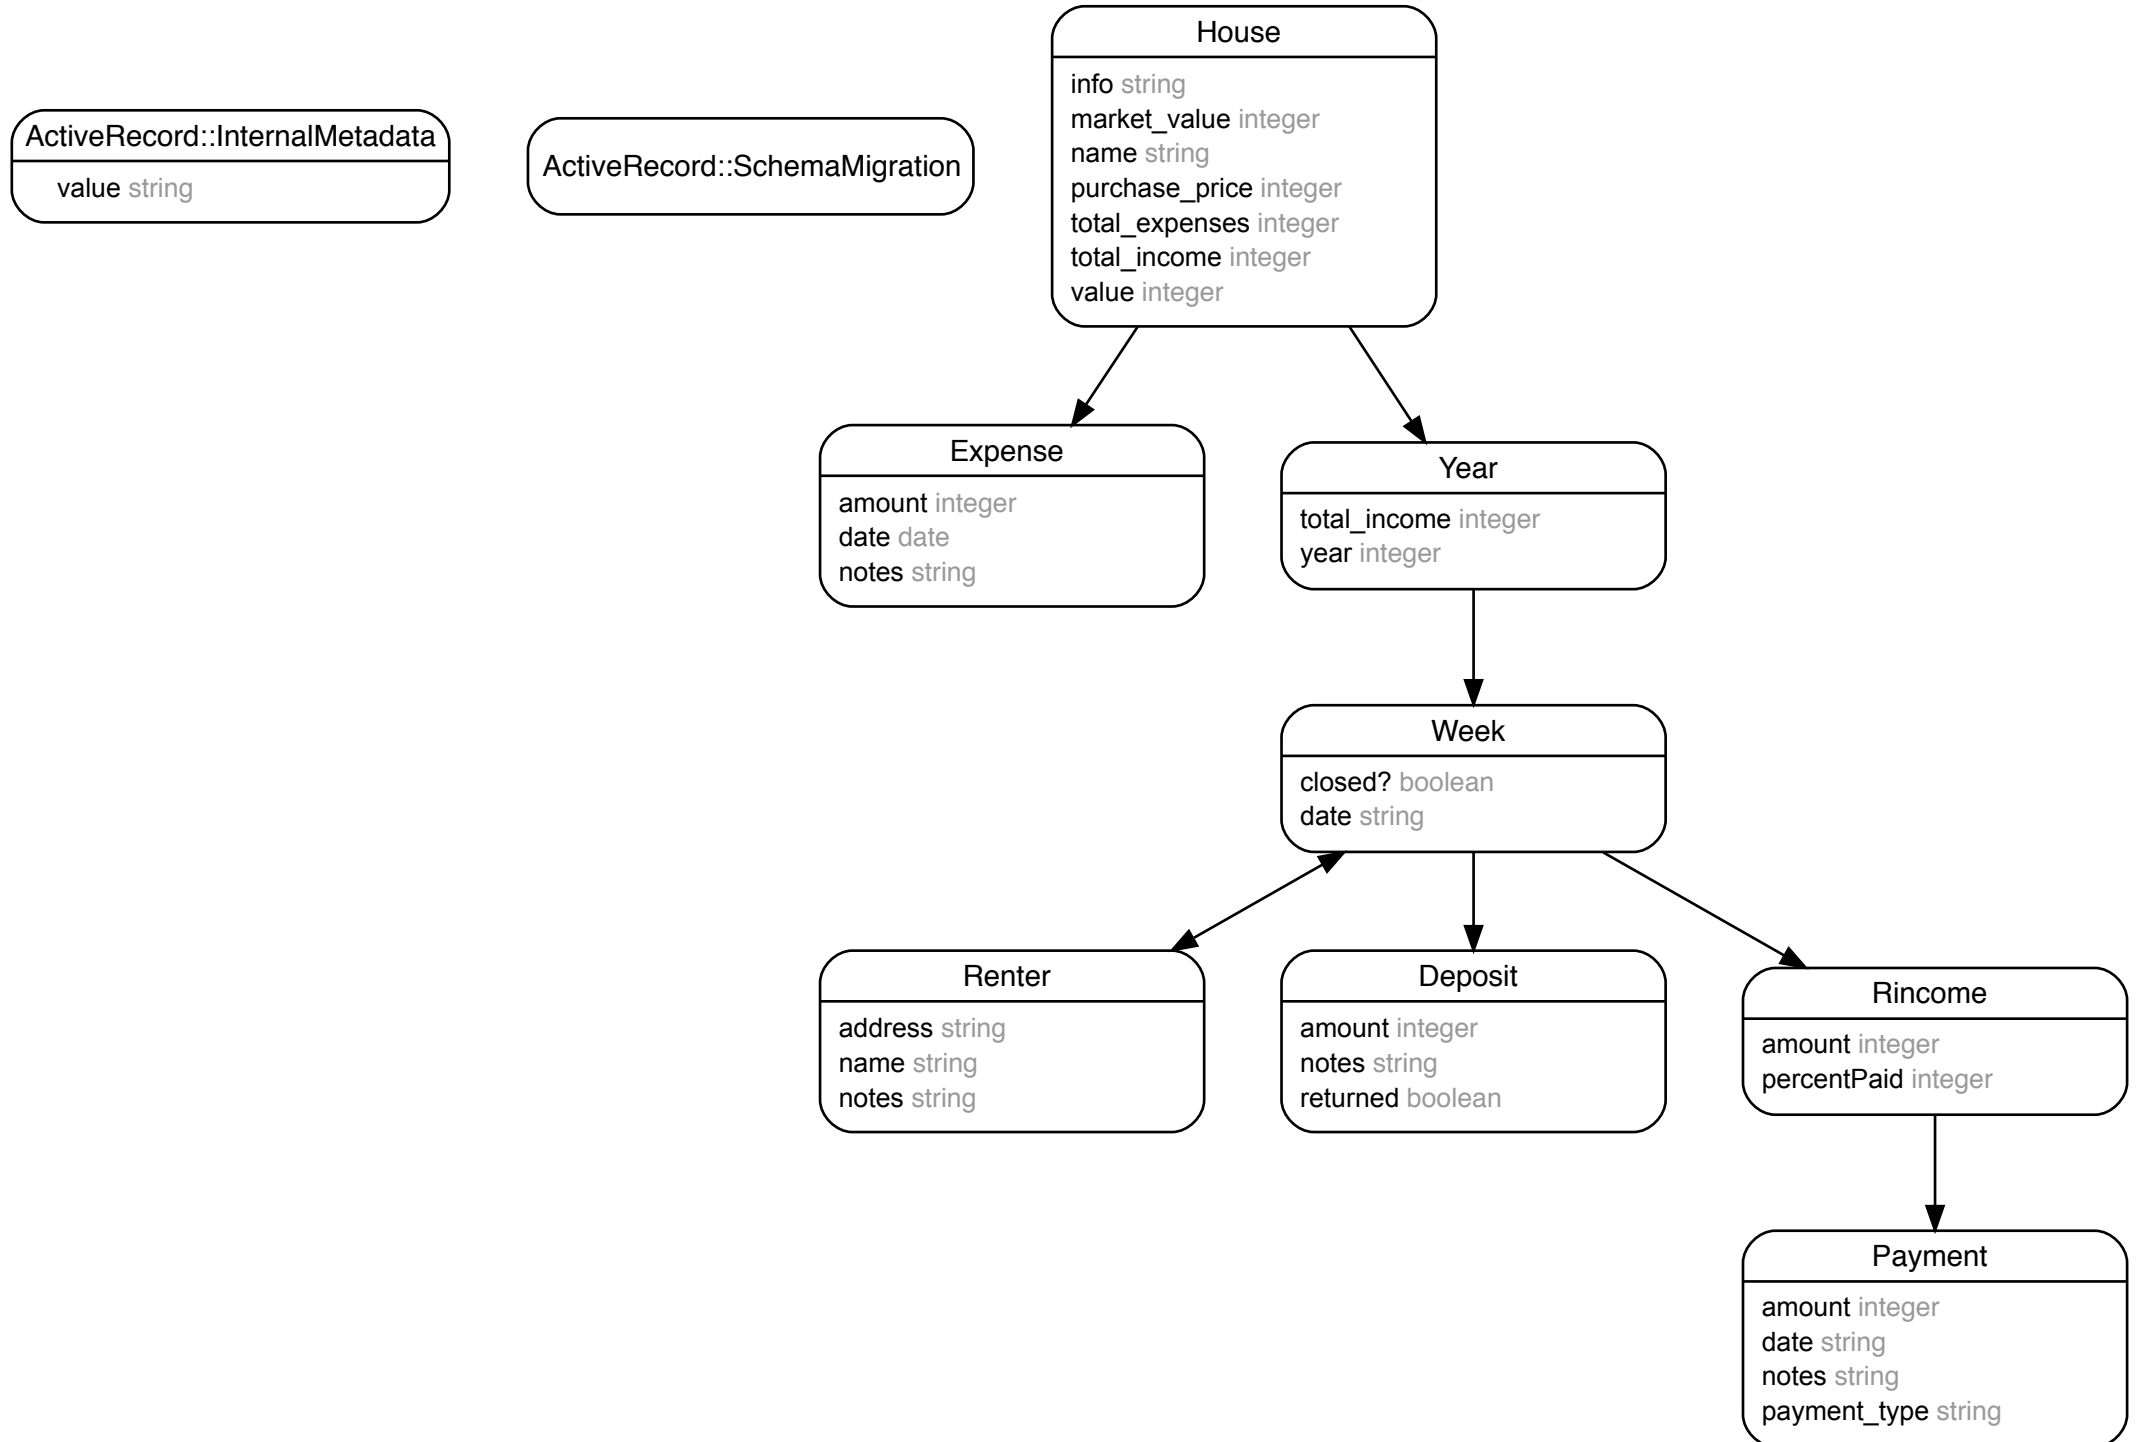 House
info string
market_value integer
name string
purchase_price integer
total_expenses integer
total_income integer
value integer
ActiveRecord::InternalMetadata
value string
ActiveRecord::SchemaMigration
Expense
amount integer
date date
notes string
Year
total_income integer
year integer
Week
closed? boolean
date string
Renter
address string
name string
notes string
Deposit
amount integer
notes string
returned boolean
Rincome
amount integer
percentPaid integer
Payment
amount integer
date string
notes string
payment_type string